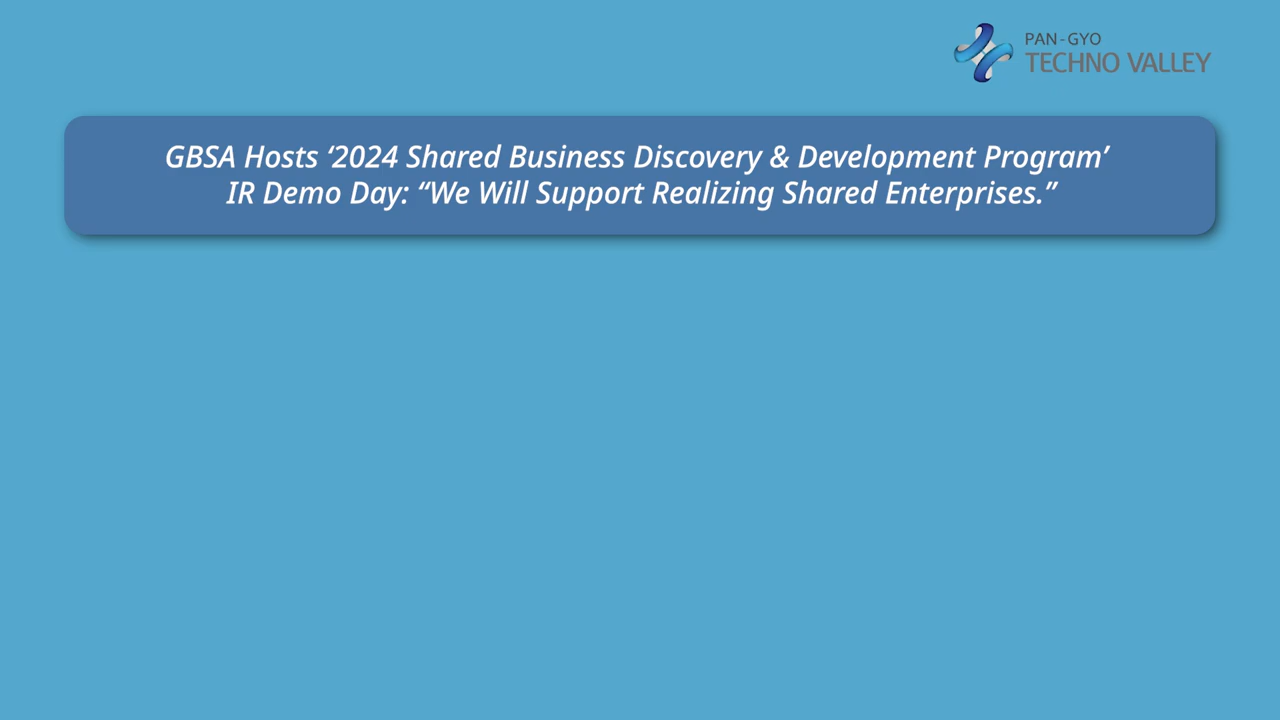 PAN-GYO
TECHNO VALLEY
GBSA Hosts ‘2024 Shared Business Discovery & Development Program’
IR Demo Day: “We Will Support Realizing Shared Enterprises.”